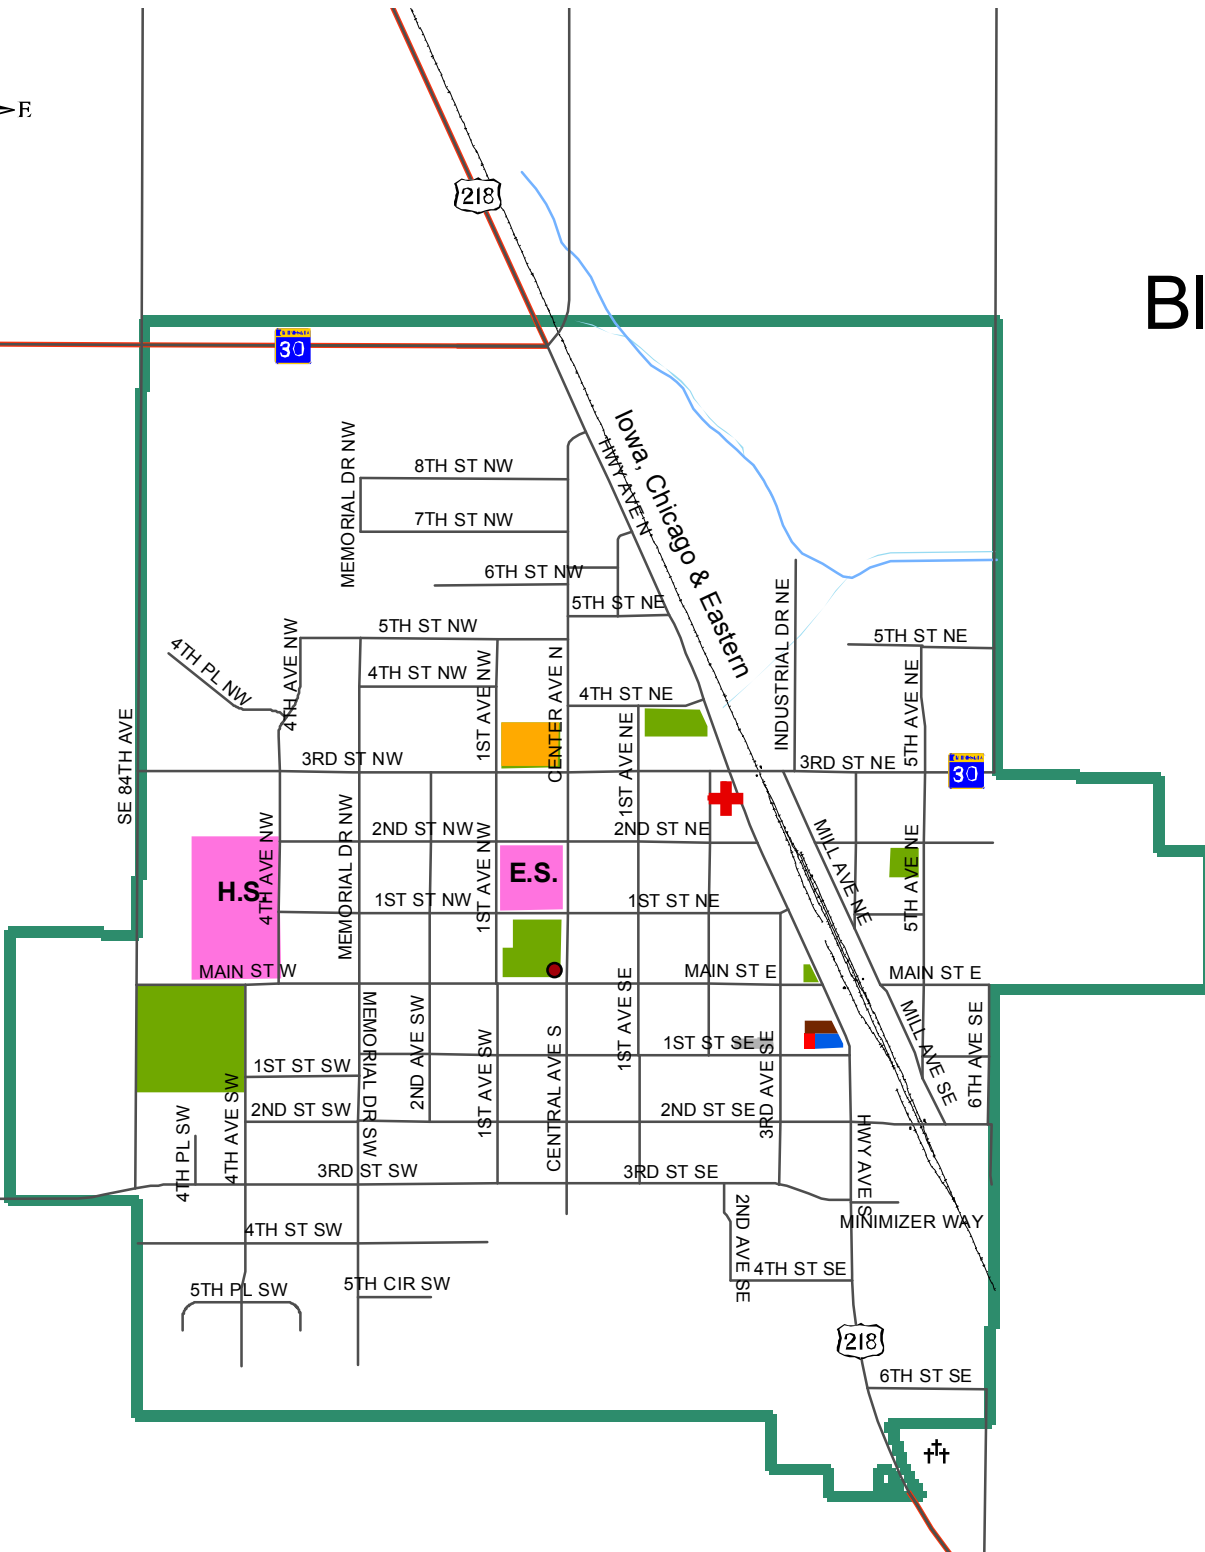 E
218
Bl
30
Iowa, Chicago & Eastern
HWY AVE N
MEMORIAL DR NW
8TH ST NW
7TH ST NW
6TH ST NW
5TH ST NE
5TH ST NW
4TH AVE NW
4TH PL NW
4TH ST NW
1ST AVE NW
CENTER AVE N
4TH ST NE
INDUSTRIAL DR NE
5TH ST NE
5TH AVE NE
SE 84TH AVE
3RD ST NW
1ST AVE NE
3RD ST NE
30
2ND ST NW
2ND ST NE
MILL AVE NE
5TH AVE NE
4TH AVE NW
MEMORIAL DR NW
1ST AVE NW
H.S.
E.S.
1ST ST NW
1ST ST NE
MAIN ST W
MAIN ST E
MAIN ST E
1ST AVE SE
MEMORIAL DR SW
2ND AVE SW
1ST AVE SW
CENTRAL AVE S
1ST ST SE
3RD AVE SE
MILL AVE SE
6TH AVE SE
1ST ST SW
2ND ST SW
2ND ST SE
4TH PL SW
4TH AVE SW
HWY AVE S
3RD ST SW
3RD ST SE
2ND AVE SE
MINIMIZER WAY
4TH ST SW
4TH ST SE
5TH PL SW
5TH CIR SW
218
6TH ST SE